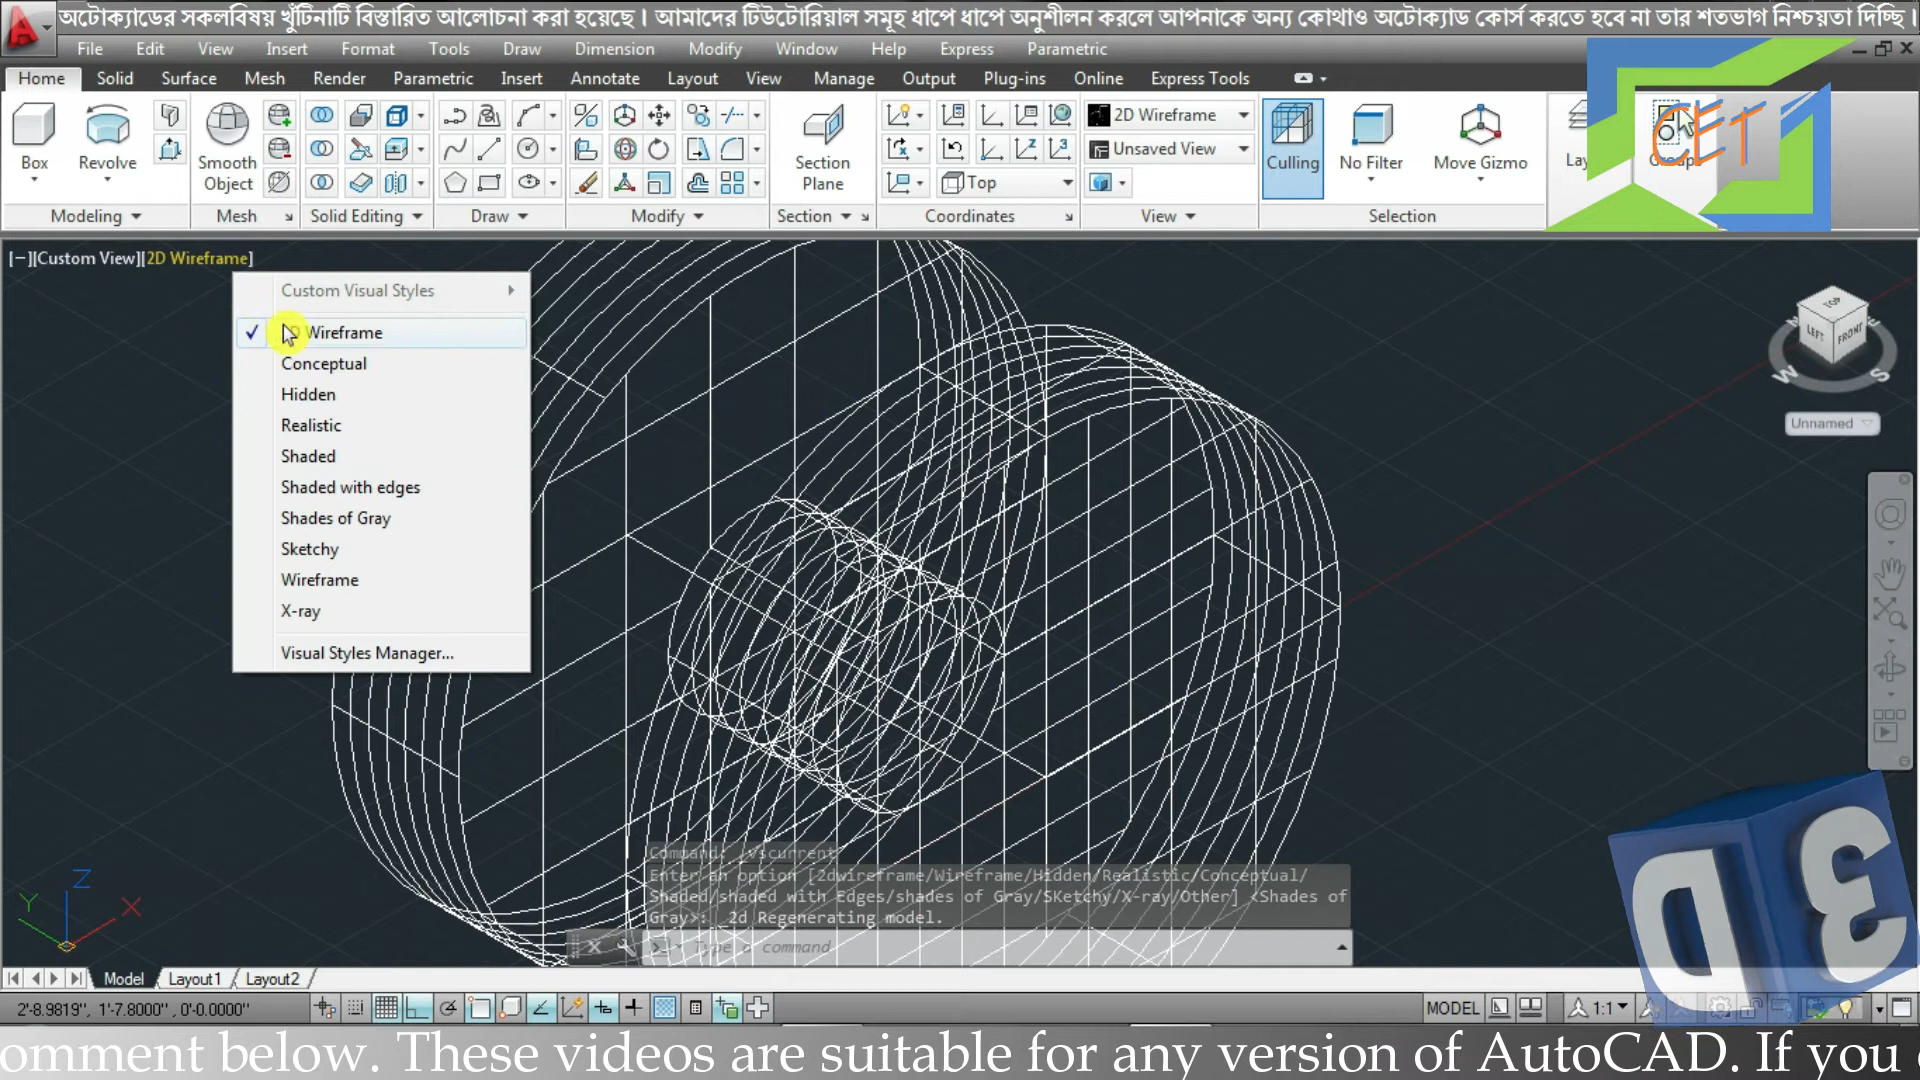 অটোক্যাডের সকলবিষয় খুঁটিনাটি বিস্তারিত আলোচনা করা হয়েছে। আমাদের টিউটোরিয়াল সমূহ ধাপে ধাপে অনুশীলন করলে আপনাকে অন্য কোথাও অটোক্যাড কোর্স করতে হবে না তার শতভাগ নিশ্চয়তা দিচ্ছি।
File Edit View Insert Format Tools Draw Dimension Modify Window Help Express Parametric
Home Solid Surface Mesh Render Parametric Insert Annotate Layout View Manage Output Plug-ins Online Express Tools
Box
Revolve
Smooth Object
Section Plane
2D Wireframe
Unsaved View
Top
Culling
No Filter
Move Gizmo
CET
Modeling Mesh Solid Editing Draw Modify Section Coordinates View Selection
[−][Custom View][2D Wireframe]
Custom Visual Styles
Wireframe
Conceptual
Hidden
Realistic
Shaded
Shaded with edges
Shades of Gray
Sketchy
Wireframe
X-ray
Visual Styles Manager...
TOP
LEFT FRONT
W S
Unnamed
Z
Y X
Command: _vscurrent
Enter an option [2dwireframe/Wireframe/Hidden/Realistic/Conceptual/
Shaded/shaded with Edges/shades of Gray/SKetchy/X-ray/Other] <Shades of
Gray>: _2d Regenerating model.
Type a command
3D
Model Layout1 Layout2
2'-8.9819", 1'-7.8000" , 0'-0.0000"
MODEL 1:1
omment below. These videos are suitable for any version of AutoCAD. If you